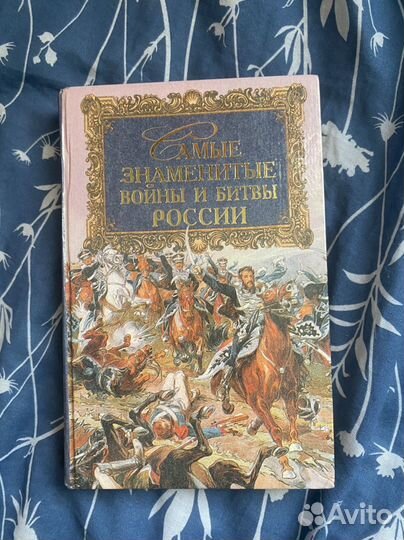 Самые
знаменитые
войны и битвы
России
Avito